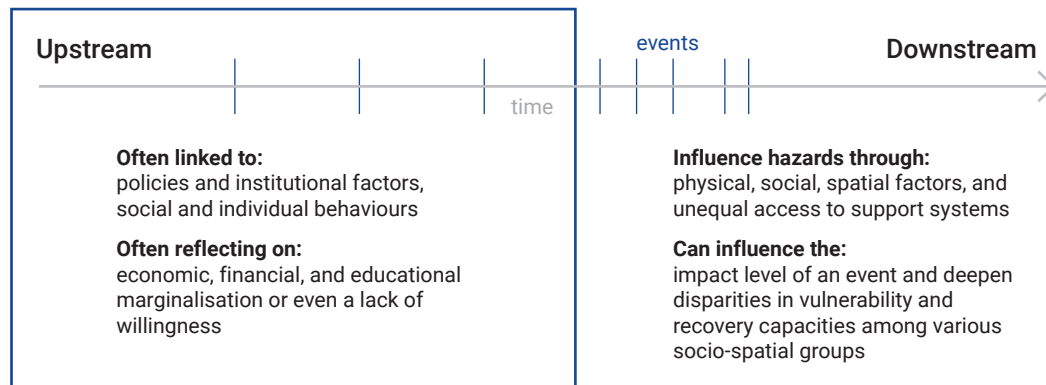 Upstream
events
Downstream
time
Often linked to:
policies and institutional factors,
social and individual behaviours
Often reflecting on:
economic, financial, and educational
marginalisation or even a lack of
willingness
Influence hazards through:
physical, social, spatial factors, and
unequal access to support systems
Can influence the:
impact level of an event and deepen
disparities in vulnerability and
recovery capacities among various
socio-spatial groups